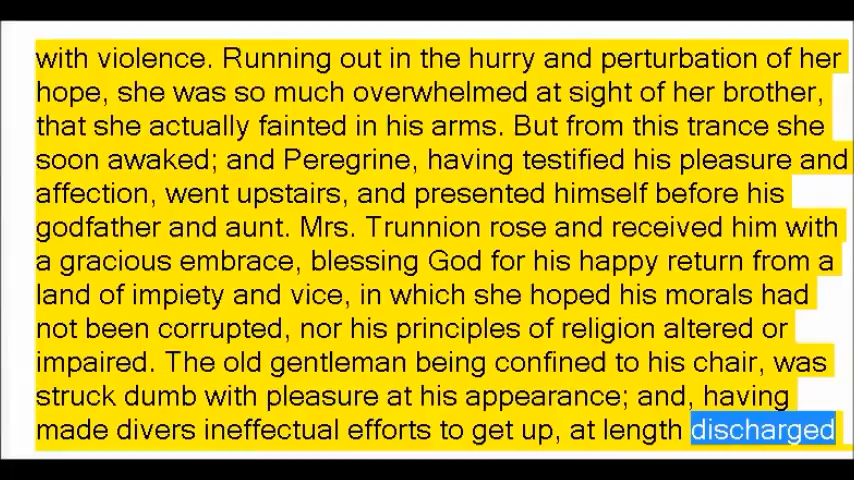 with violence. Running out in the hurry and perturbation of her
hope, she was so much overwhelmed at sight of her brother,
that she actually fainted in his arms. But from this trance she
soon awaked; and Peregrine, having testified his pleasure and
affection, went upstairs, and presented himself before his
godfather and aunt. Mrs. Trunnion rose and received him with
a gracious embrace, blessing God for his happy return from a
land of impiety and vice, in which she hoped his morals had
not been corrupted, nor his principles of religion altered or
impaired. The old gentleman being confined to his chair, was
struck dumb with pleasure at his appearance; and, having
made divers ineffectual efforts to get up, at length discharged